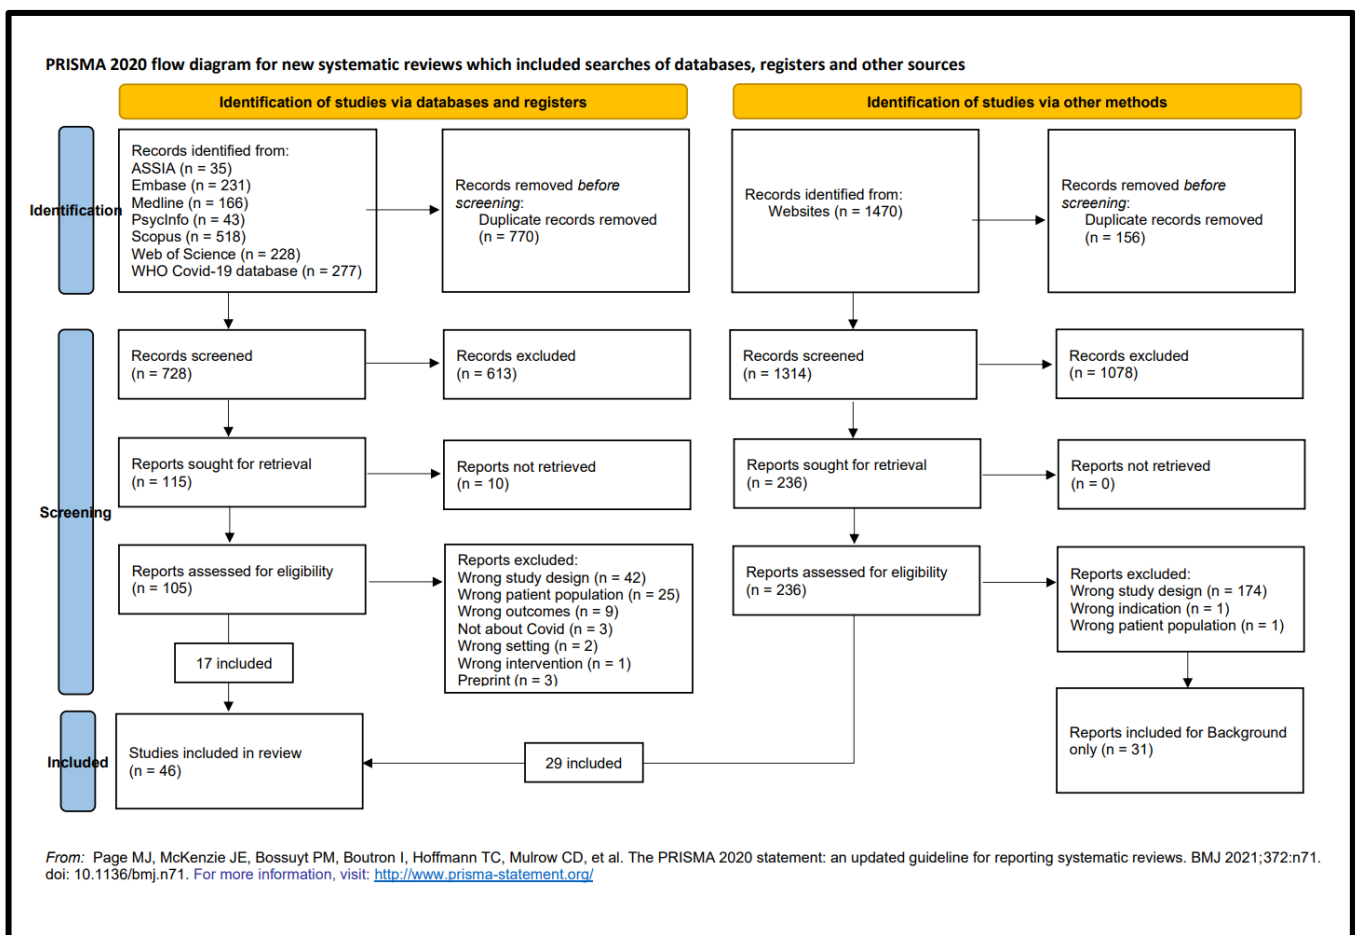 PRISMA 2020 flow diagram for new systematic reviews which included searches of databases, registers and other sources
Identification of studies via databases and registers
Identification of studies via other methods
Identification
Records identified from:
ASSIA (n = 35)
Embase (n = 231)
Medline (n = 166)
PsycInfo (n = 43)
Scopus (n = 518)
Web of Science (n = 228)
WHO Covid-19 database (n = 277)
Records removed before
screening:
Duplicate records removed
(n = 770)
Records identified from:
Websites (n = 1470)
Records removed before
screening:
Duplicate records removed
(n = 156)
Screening
Records screened
(n = 728)
Records excluded
(n = 613)
Records screened
(n = 1314)
Records excluded
(n = 1078)
Reports sought for retrieval
(n = 115)
Reports not retrieved
(n = 10)
Reports sought for retrieval
(n = 236)
Reports not retrieved
(n = 0)
Reports assessed for eligibility
(n = 105)
Reports excluded:
Wrong study design (n = 42)
Wrong patient population (n = 25)
Wrong outcomes (n = 9)
Not about Covid (n = 3)
Wrong setting (n = 2)
Wrong intervention (n = 1)
Preprint (n = 3)
Reports assessed for eligibility
(n = 236)
Reports excluded:
Wrong study design (n = 174)
Wrong indication (n = 1)
Wrong patient population (n = 1)
17 included
Included
Studies included in review
(n = 46)
29 included
Reports included for Background
only (n = 31)
From: Page MJ, McKenzie JE, Bossuyt PM, Boutron I, Hoffmann TC, Mulrow CD, et al. The PRISMA 2020 statement: an updated guideline for reporting systematic reviews. BMJ 2021;372:n71.
doi: 10.1136/bmj.n71. For more information, visit: http://www.prisma-statement.org/